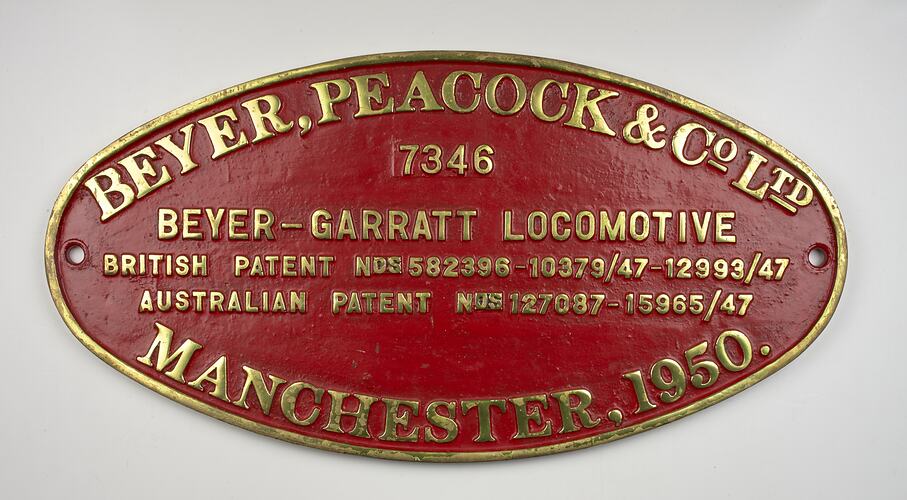 BEYER, PEACOCK & CO LTD
7346
BEYER-GARRATT LOCOMOTIVE
BRITISH PATENT NOS 582396-10379/47-12993/47
AUSTRALIAN PATENT NOS 127087-15965/47
MANCHESTER, 1950.